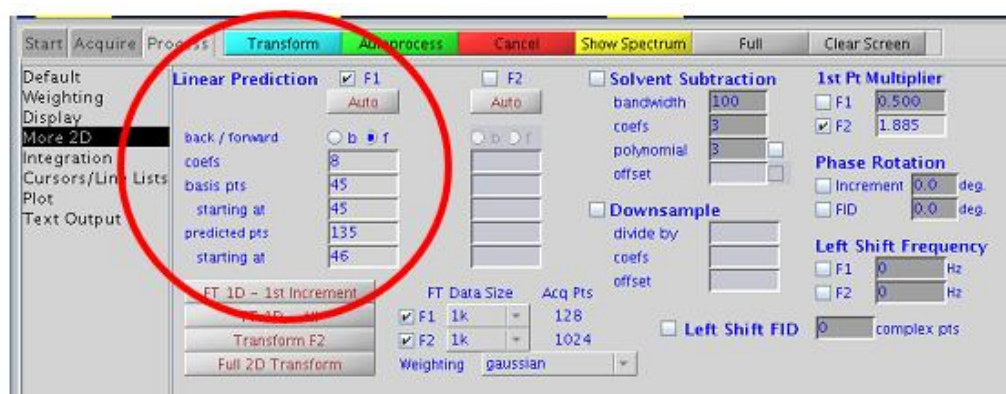 Start Acquire Process Transform Autoprocess Cancel Show Spectrum Full Clear Screen
Default
Weighting
Display
More 2D
Integration
Cursors/Line Lists
Plot
Text Output
Linear Prediction F1 F2
Auto Auto
back / forward b f b f
coefs 8
basis pts 45
starting at 45
predicted pts 135
starting at 46
FT 1D - 1st Increment
Transform F2
Full 2D Transform
FT Data Size Acq Pts
F1 1k 128
F2 1k 1024
Weighting gaussian
Solvent Subtraction
bandwidth 100
coefs 3
polynomial 3
offset
Downsample
divide by
coefs
offset
Left Shift FID 0 complex pts
1st Pt Multiplier
F1 0.500
F2 1.885
Phase Rotation
Increment 0.0 deg.
FID 0.0 deg.
Left Shift Frequency
F1 0 Hz
F2 0 Hz